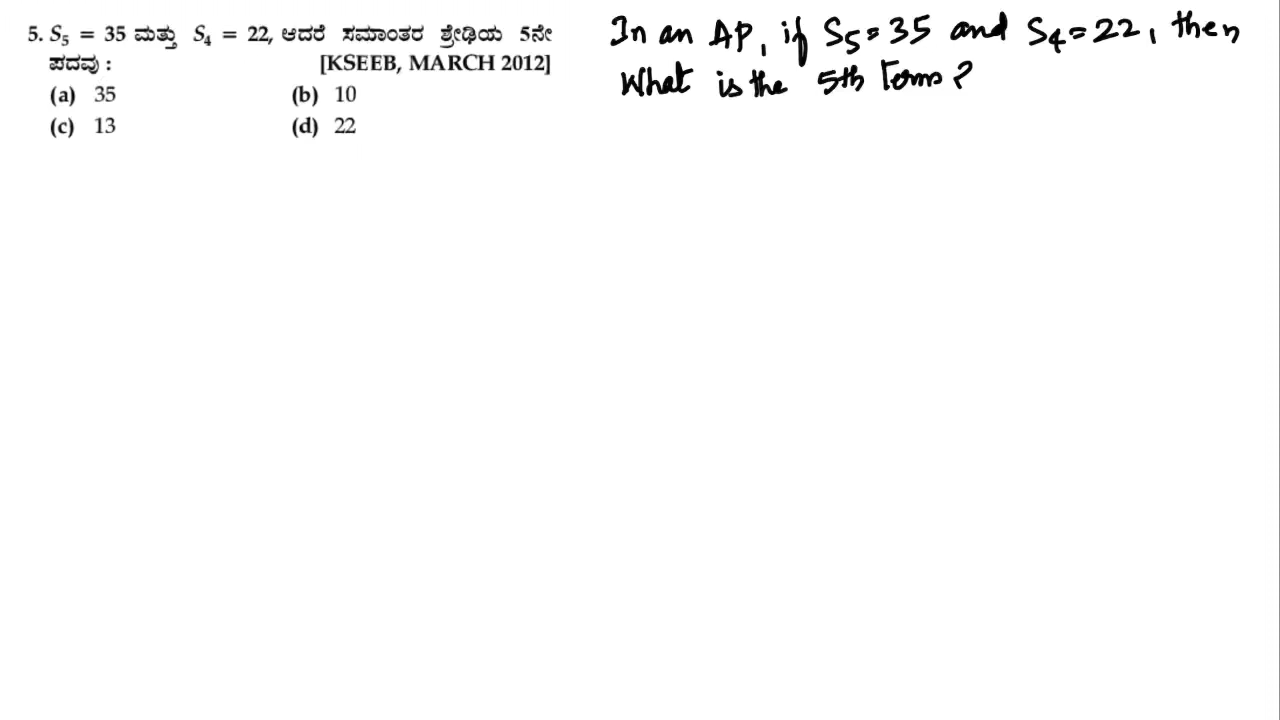 5. S₅ = 35 ಮತ್ತು S₄ = 22, ಆದರೆ ಸಮಾಂತರ ಶ್ರೇಢಿಯ 5ನೇ
ಪದವು : [KSEEB, MARCH 2012]
(a) 35 (b) 10
(c) 13 (d) 22
In an AP, if S₅=35 and S₄=22, then
What is the 5th Term?